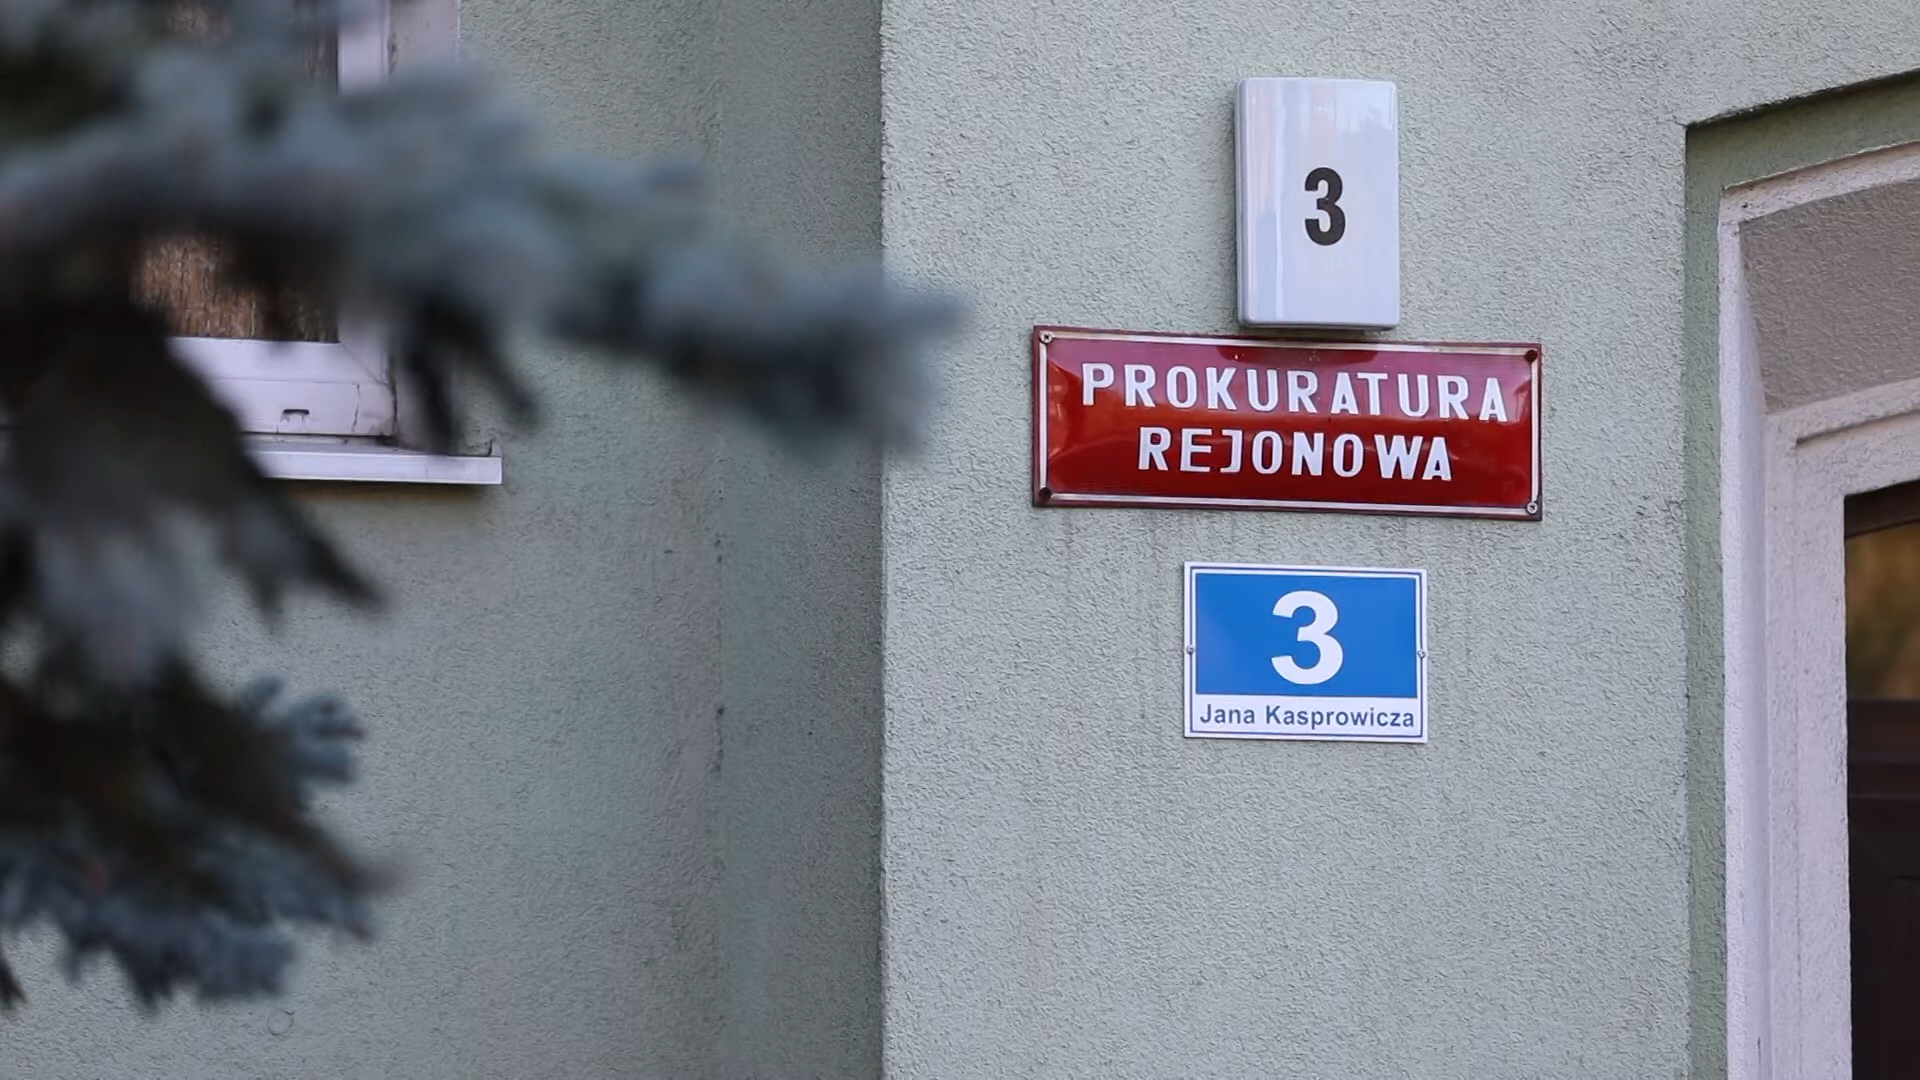 3
PROKURATURA
REJONOWA
3
Jana Kasprowicza